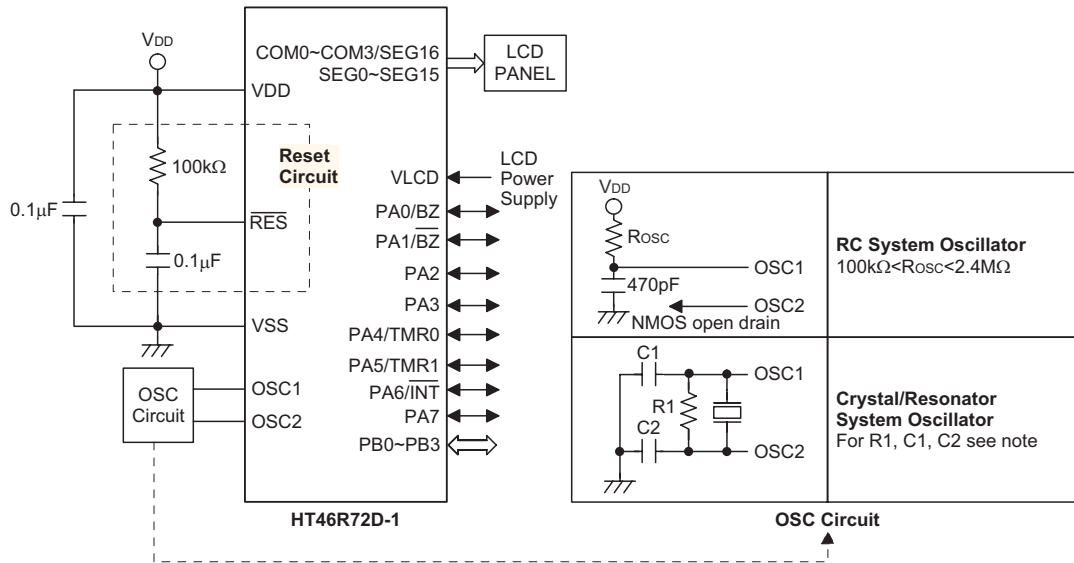 VDD
COM0~COM3/SEG16
SEG0~SEG15
LCD
PANEL
VDD
100kΩ
Reset
Circuit
0.1μF
RES
0.1μF
VSS
OSC
Circuit
OSC1
OSC2
VLCD
LCD
Power
Supply
PA0/BZ
PA1/BZ
PA2
PA3
PA4/TMR0
PA5/TMR1
PA6/INT
PA7
PB0~PB3
HT46R72D-1
VDD
ROSC
470pF
OSC1
OSC2
NMOS open drain
RC System Oscillator
100kΩ<ROSC<2.4MΩ
C1
R1
C2
OSC1
OSC2
Crystal/Resonator
System Oscillator
For R1, C1, C2 see note
OSC Circuit